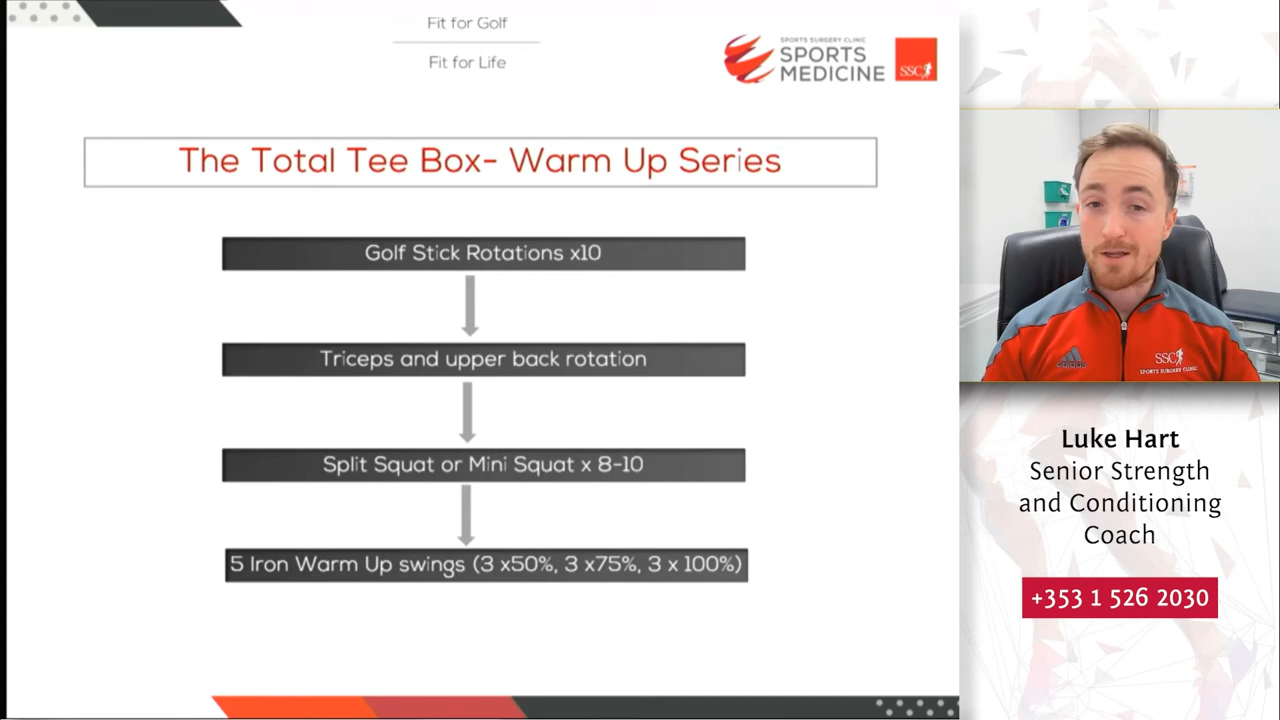 Fit for Golf
Fit for Life
SPORTS SURGERY CLINIC
SPORTS
MEDICINE
SSC
The Total Tee Box- Warm Up Series
Golf Stick Rotations x10
Triceps and upper back rotation
Split Squat or Mini Squat x 8-10
5 Iron Warm Up swings (3 x50%, 3 x75%, 3 x 100%)
adidas
SSC
SPORTS SURGERY CLINIC
Luke Hart
Senior Strength
and Conditioning
Coach
+353 1 526 2030